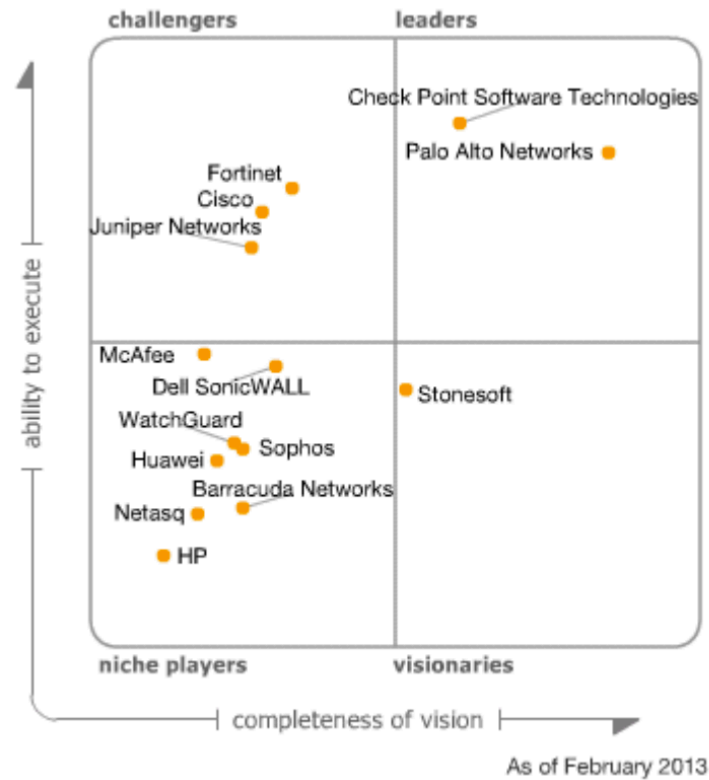 challengers
leaders
Check Point Software Technologies
Palo Alto Networks
Fortinet
Cisco
Juniper Networks
McAfee
Dell SonicWALL
Stonesoft
WatchGuard
Sophos
Huawei
Barracuda Networks
Netasq
HP
niche players
visionaries
ability to execute
completeness of vision
As of February 2013